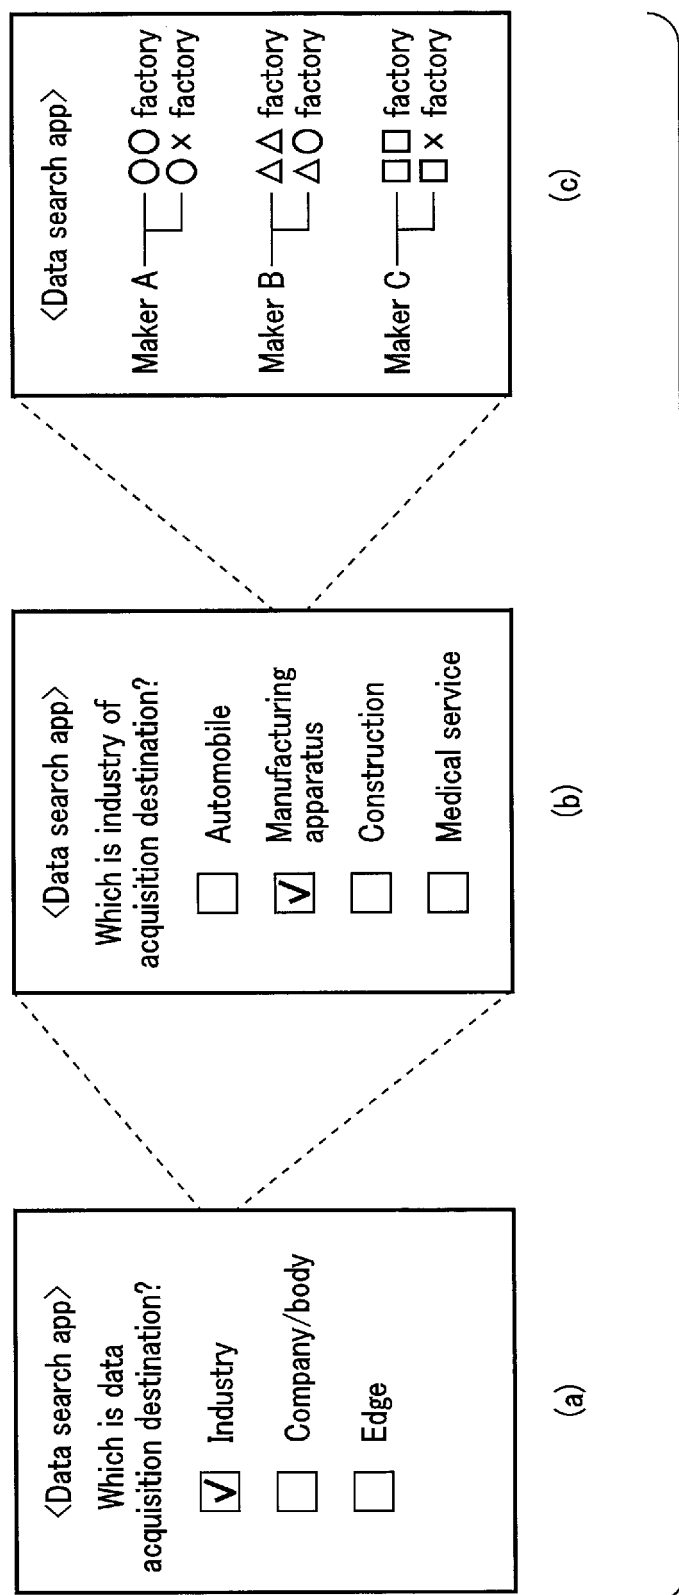 <Data search app>
Which is data
acquisition destination?
Industry
Company/body
Edge
(a)
<Data search app>
Which is industry of
acquisition destination?
Automobile
Manufacturing
apparatus
Construction
Medical service
(b)
<Data search app>
Maker A
○○ factory
○× factory
Maker B
△△ factory
△○ factory
Maker C
□□ factory
□× factory
(c)